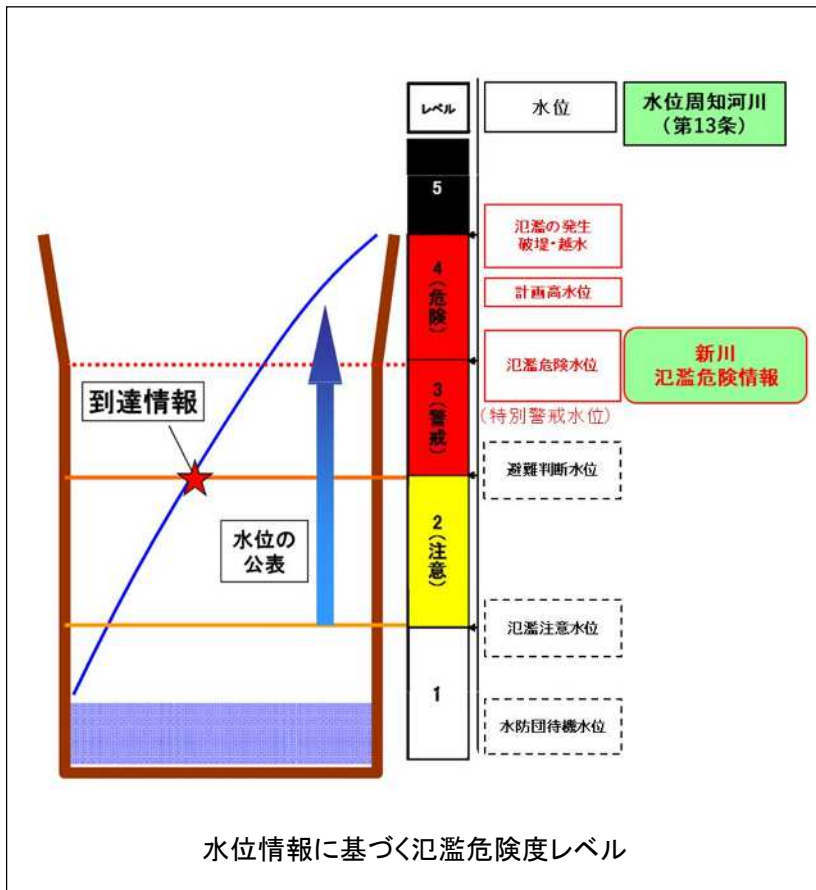 レベル
水位
水位周知河川
(第13条)
5
氾濫の発生
破堤・越水
4(危険)
計画高水位
氾濫危険水位
新川
氾濫危険情報
(特別警戒水位)
3(警戒)
到達情報
避難判断水位
2(注意)
水位の
公表
氾濫注意水位
1
水防団待機水位
水位情報に基づく氾濫危険度レベル